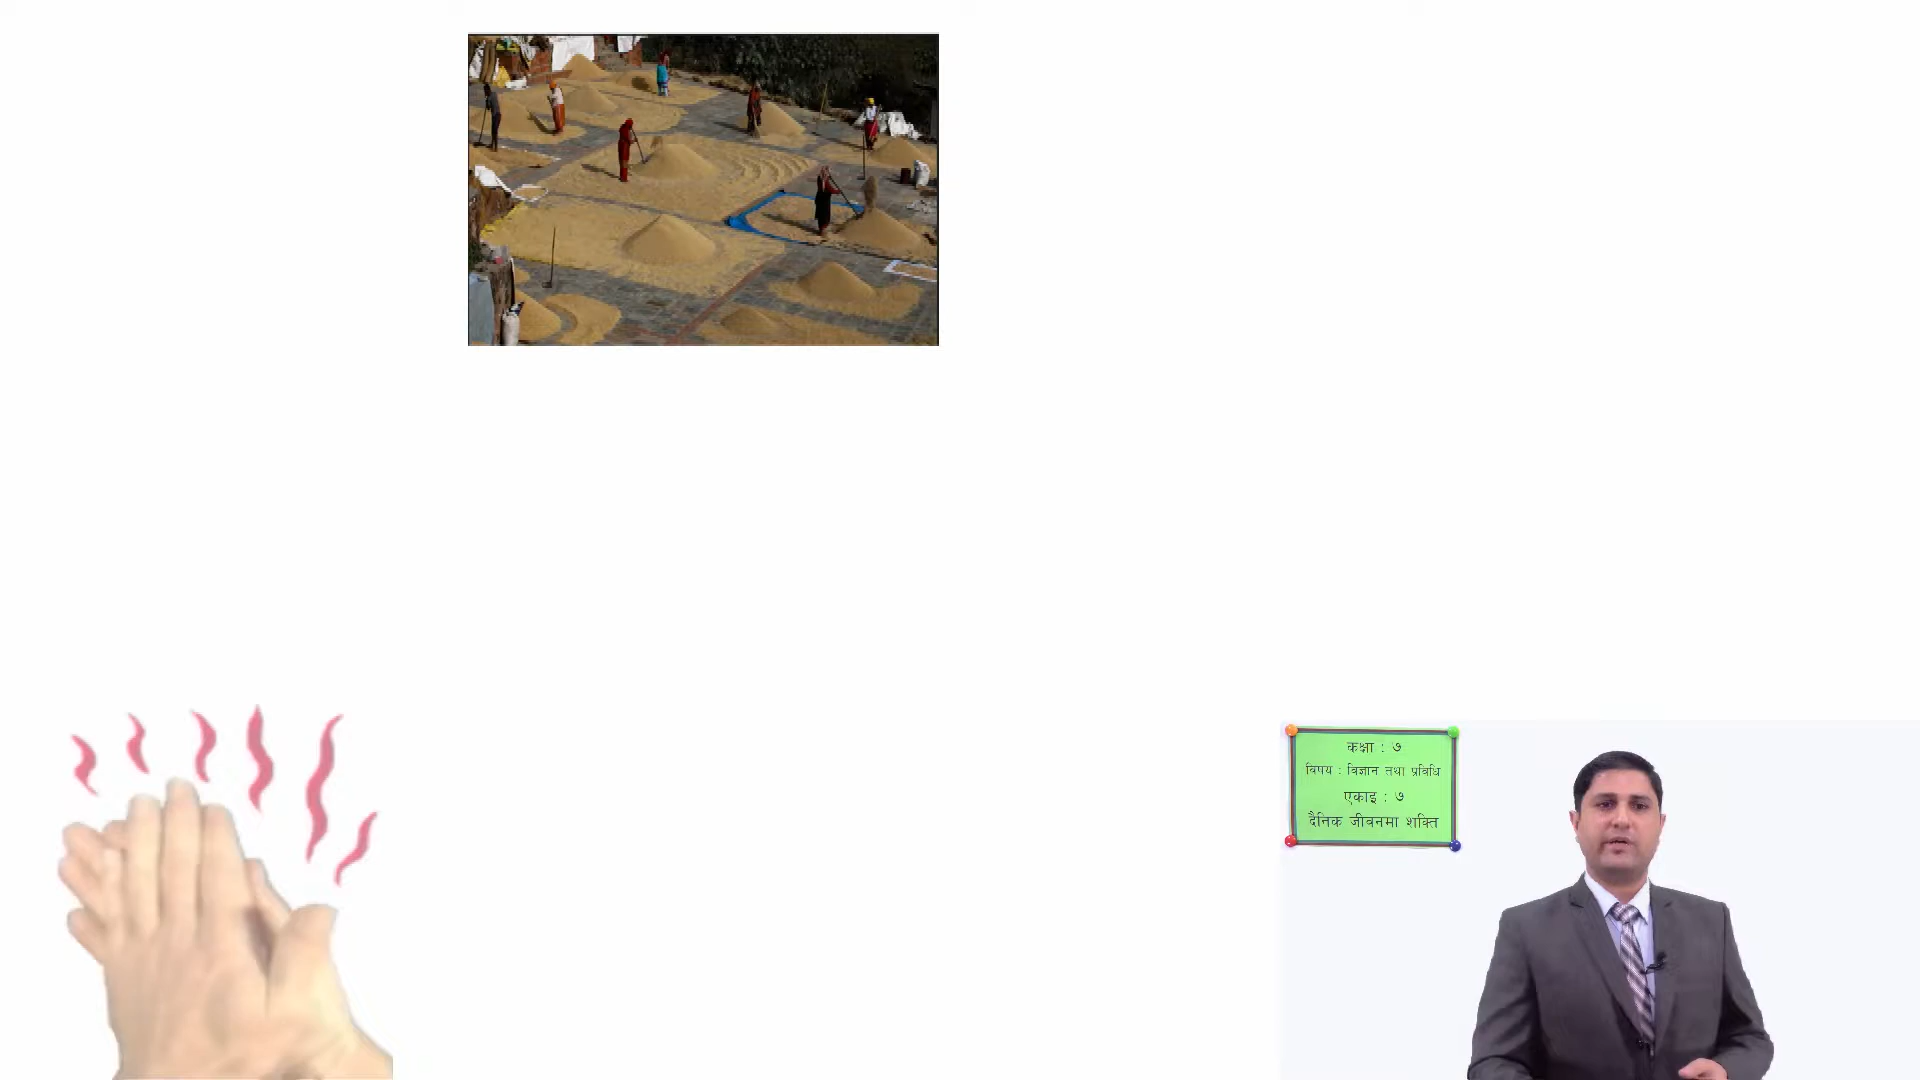 कक्षा : ७
विषय : विज्ञान तथा प्रविधि
एकाइ : ७
दैनिक जीवनमा शक्ति